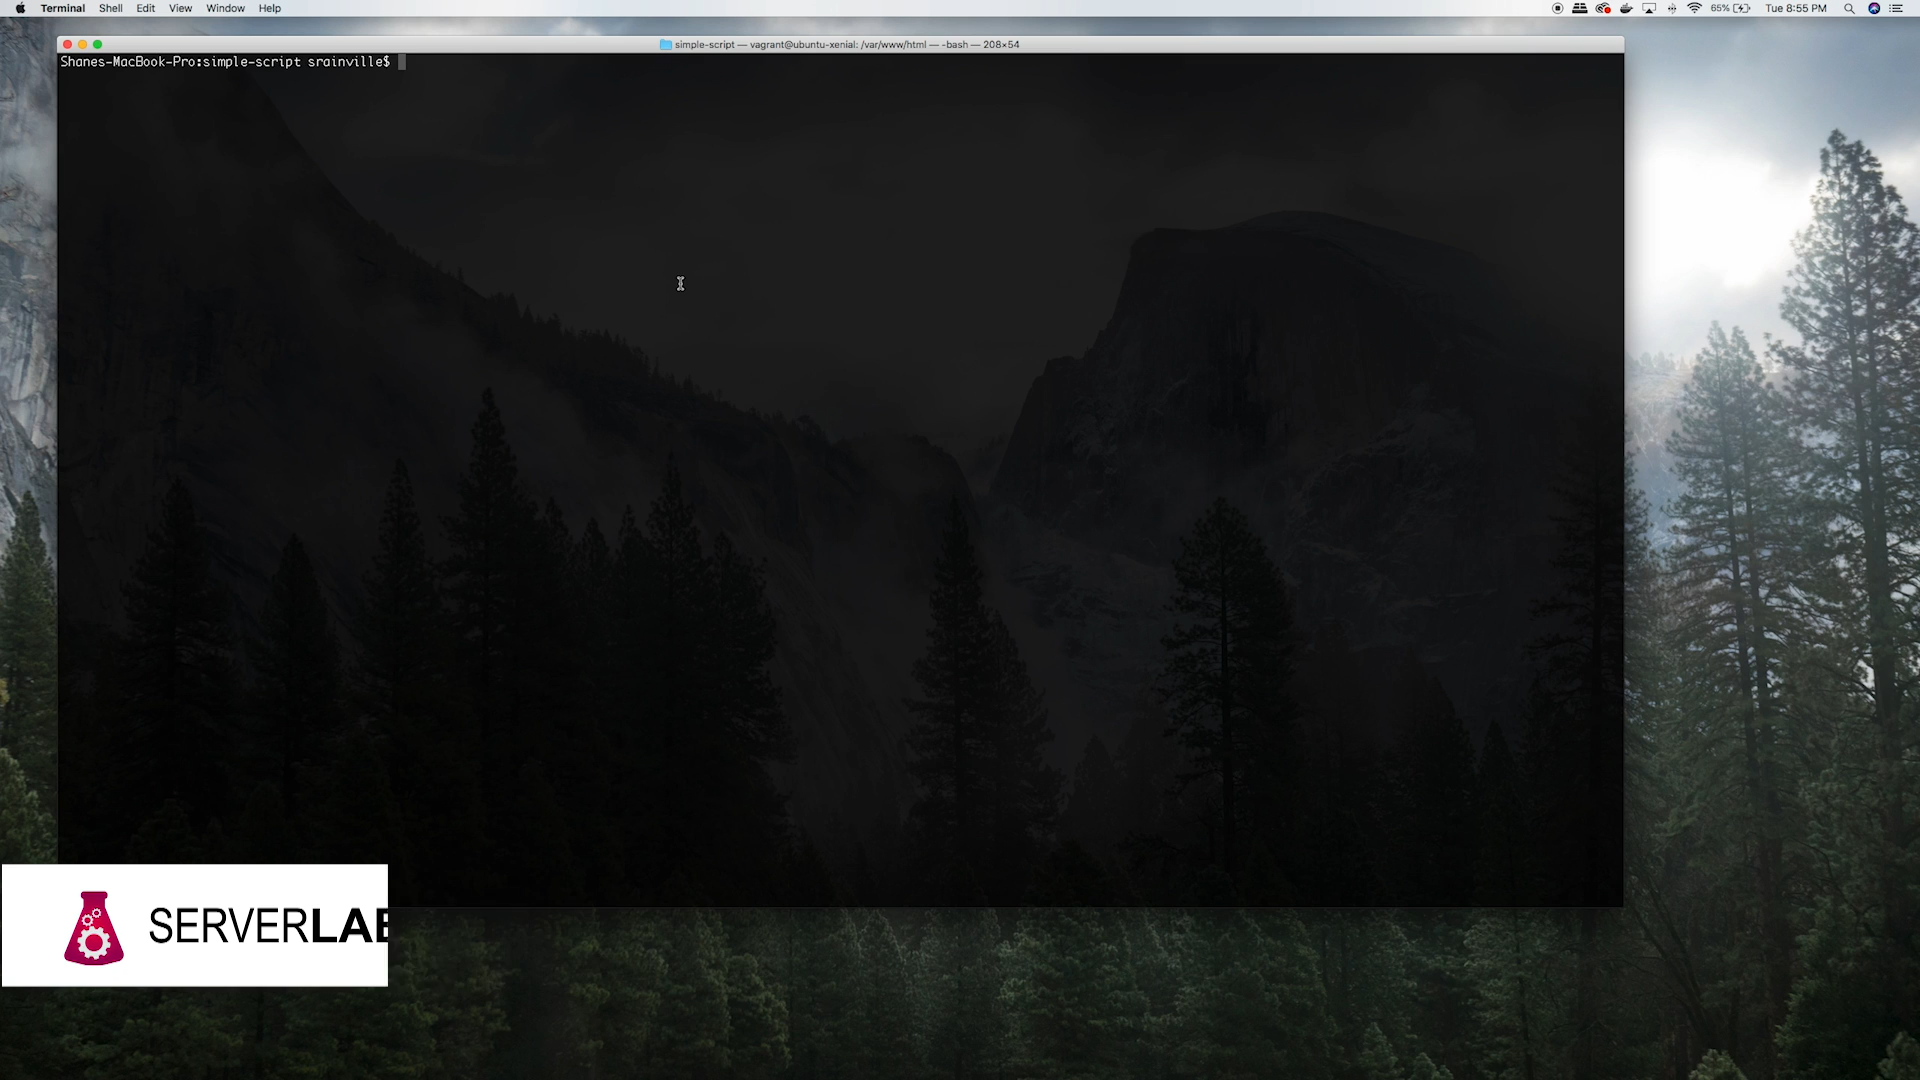 Terminal Shell Edit View Window Help 65% Tue 8:55 PM
simple-script — vagrant@ubuntu-xenial: /var/www/html — -bash — 208×54
Shanes-MacBook-Pro:simple-script srainville$
SERVERLAB